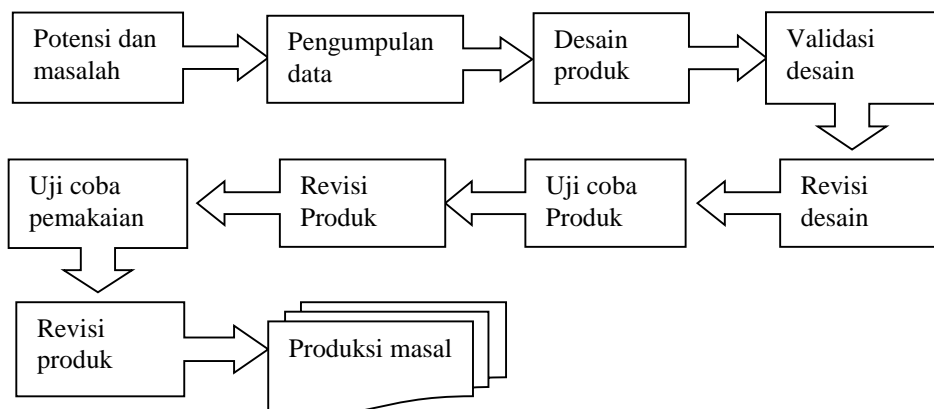 Potensi dan
masalah
Pengumpulan
data
Desain
produk
Validasi
desain
Revisi
desain
Uji coba
Produk
Revisi
Produk
Uji coba
pemakaian
Revisi
produk
Produksi masal